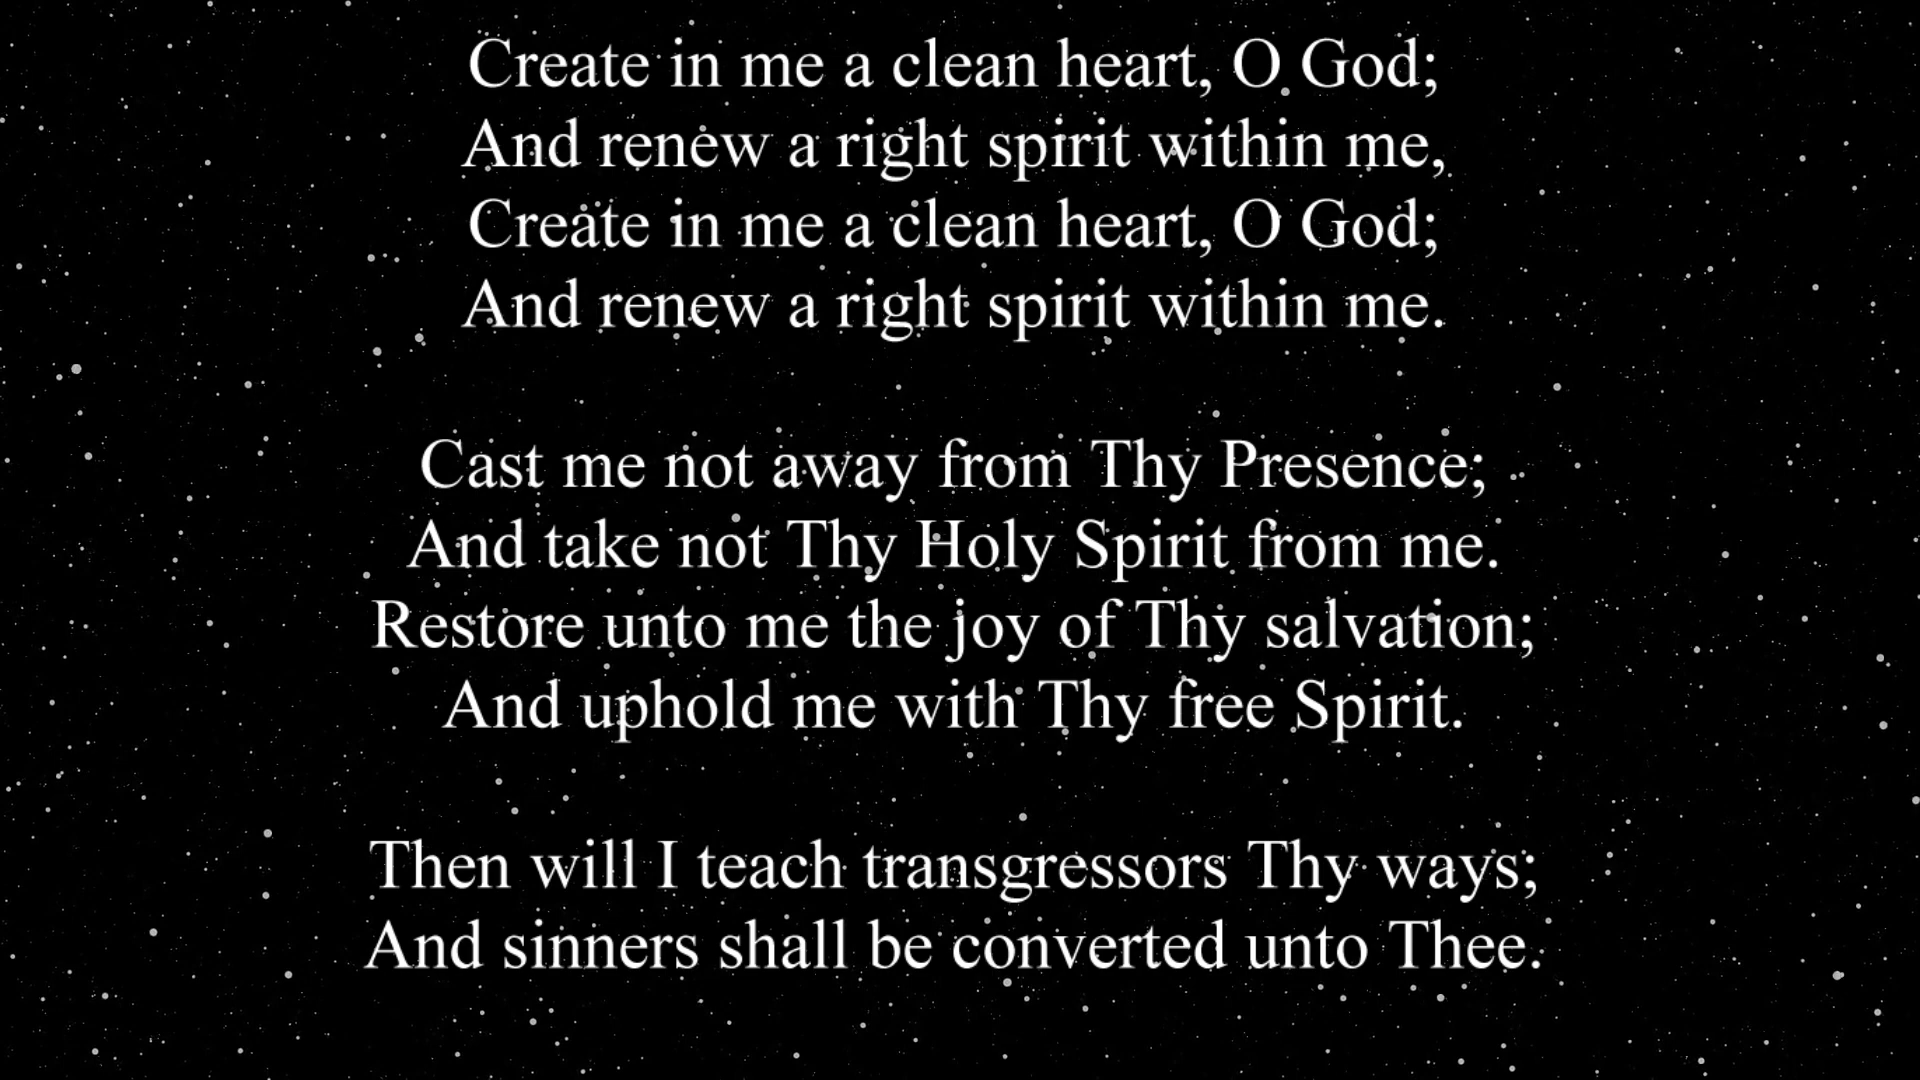 Create in me a clean heart, O God;
And renew a right spirit within me,
Create in me a clean heart, O God;
And renew a right spirit within me.
Cast me not away from Thy Presence;
And take not Thy Holy Spirit from me.
Restore unto me the joy of Thy salvation;
And uphold me with Thy free Spirit.
Then will I teach transgressors Thy ways;
And sinners shall be converted unto Thee.